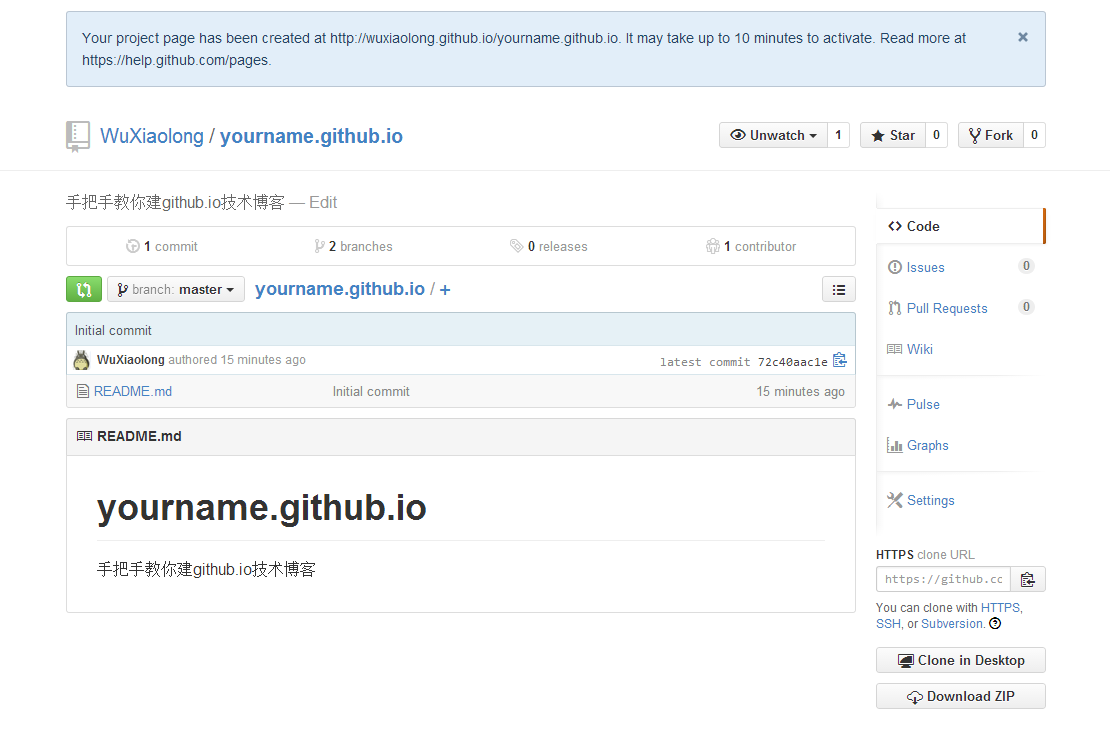 Your project page has been created at http://wuxiaolong.github.io/yourname.github.io. It may take up to 10 minutes to activate. Read more at
https://help.github.com/pages.
WuXiaolong / yourname.github.io
Unwatch 1 Star 0 Fork 0
手把手教你建github.io技术博客 — Edit
1 commit 2 branches 0 releases 1 contributor
branch: master yourname.github.io / +
Initial commit
WuXiaolong authored 15 minutes ago latest commit 72c40aac1e
README.md Initial commit 15 minutes ago
README.md
yourname.github.io
手把手教你建github.io技术博客
Code
Issues 0
Pull Requests 0
Wiki
Pulse
Graphs
Settings
HTTPS clone URL
https://github.cc
You can clone with HTTPS,
SSH, or Subversion.
Clone in Desktop
Download ZIP